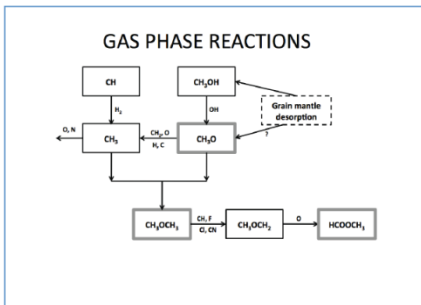 GAS PHASE REACTIONS
CH
CH₃OH
H₂
OH
Grain mantle
desorption
O, N
CH₃
CH₃, O
H, C
CH₃O
?
CH₃OCH₃
CH, F
Cl, CN
CH₃OCH₂
O
HCOOCH₃